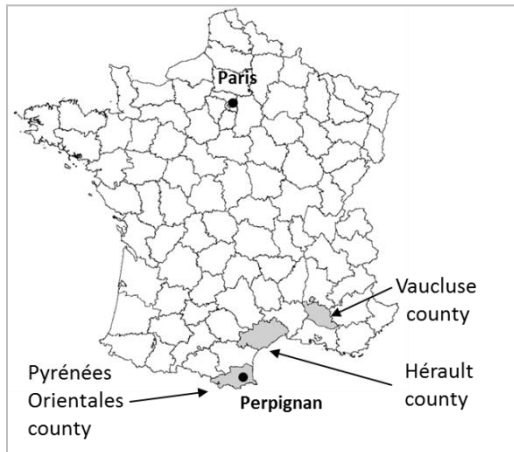 Paris
Vaucluse
county
Pyrénées
Orientales
county
Perpignan
Hérault
county